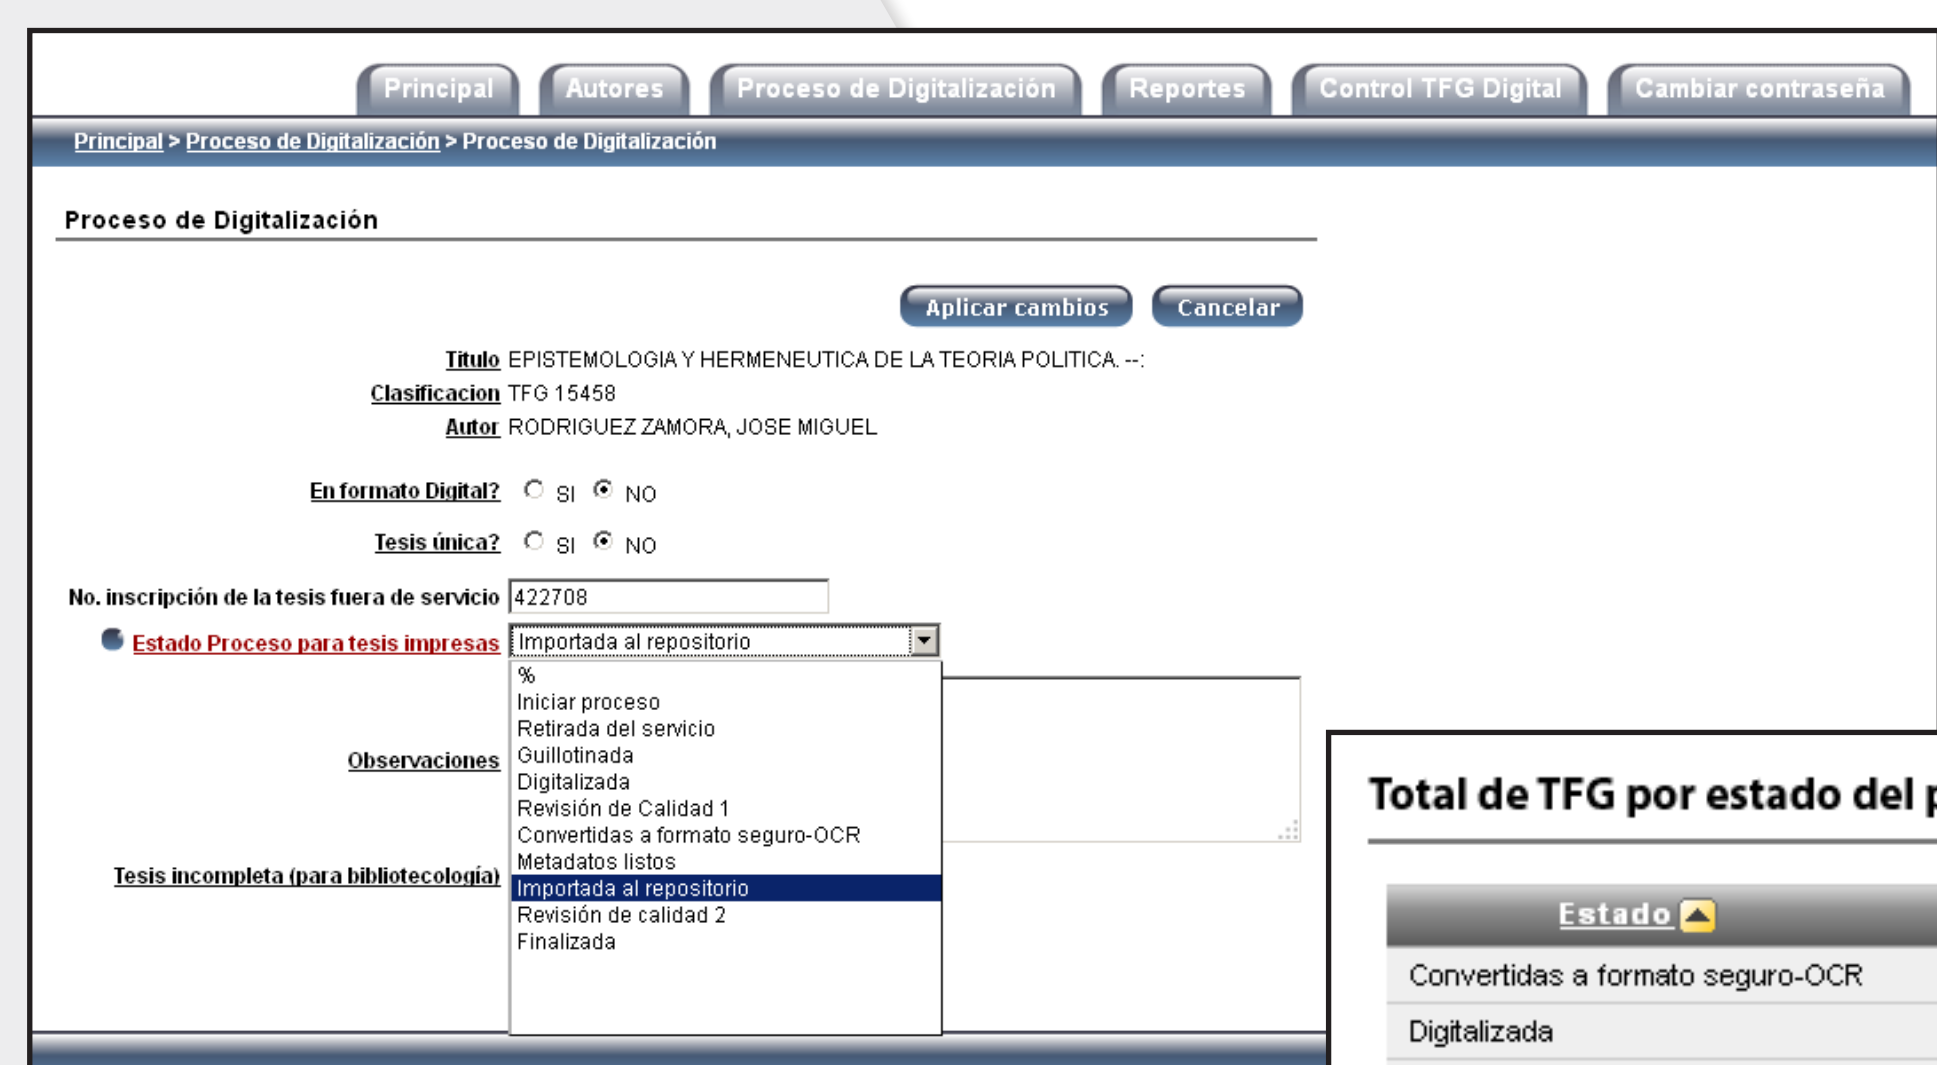 Principal Autores Proceso de Digitalización Reportes Control TFG Digital Cambiar contraseña
Principal > Proceso de Digitalización > Proceso de Digitalización
Proceso de Digitalización
Aplicar cambios Cancelar
Titulo EPISTEMOLOGIA Y HERMENEUTICA DE LA TEORIA POLITICA. --:
Clasificacion TFG 15458
Autor RODRIGUEZ ZAMORA, JOSE MIGUEL
En formato Digital? SI NO
Tesis única? SI NO
No. inscripción de la tesis fuera de servicio 422708
Estado Proceso para tesis impresas Importada al repositorio
%
Iniciar proceso
Retirada del servicio
Guillotinada
Digitalizada
Revisión de Calidad 1
Convertidas a formato seguro-OCR
Metadatos listos
Importada al repositorio
Revisión de calidad 2
Finalizada
Observaciones
Tesis incompleta (para bibliotecología)
Total de TFG por estado del
Estado
Convertidas a formato seguro-OCR
Digitalizada